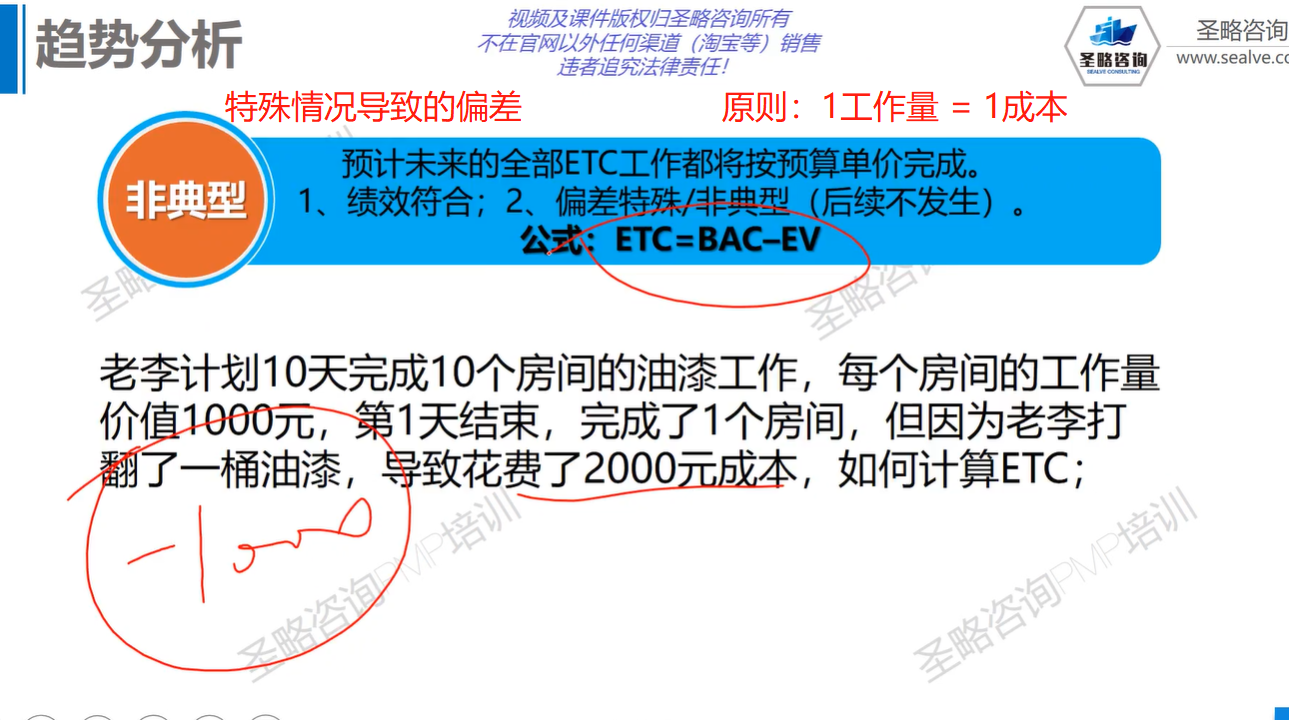 趋势分析
视频及课件版权归圣略咨询所有
不在官网以外任何渠道（淘宝等）销售
违者追究法律责任！
圣略咨询
SEALVE CONSULTING
圣略咨询
www.sealve.co
特殊情况导致的偏差
原则：1工作量 = 1成本
非典型
预计未来的全部ETC工作都将按预算单价完成。
1、绩效符合；2、偏差特殊/非典型（后续不发生）。
公式：ETC=BAC–EV
老李计划10天完成10个房间的油漆工作，每个房间的工作量
价值1000元，第1天结束，完成了1个房间，但因为老李打
翻了一桶油漆，导致花费了2000元成本，如何计算ETC；
-1000
圣略咨询PMP培训
圣略咨询PMP培训